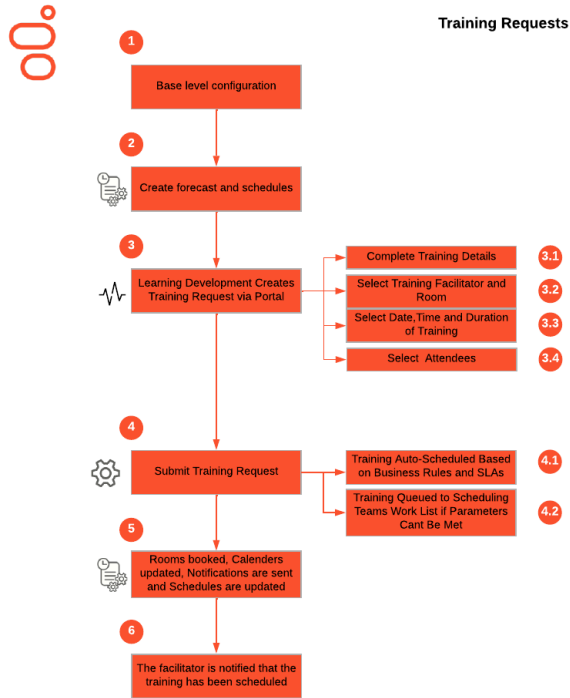 Training Requests
1
Base level configuration
2
Create forecast and schedules
3
Learning Development Creates
Training Request via Portal
Complete Training Details
3.1
Select Training Facilitator and
Room
3.2
Select Date,Time and Duration
of Training
3.3
Select Attendees
3.4
4
Submit Training Request
Training Auto-Scheduled Based
on Business Rules and SLAs
4.1
Training Queued to Scheduling
Teams Work List if Parameters
Cant Be Met
4.2
5
Rooms booked, Calenders
updated, Notifications are sent
and Schedules are updated
6
The facilitator is notified that the
training has been scheduled